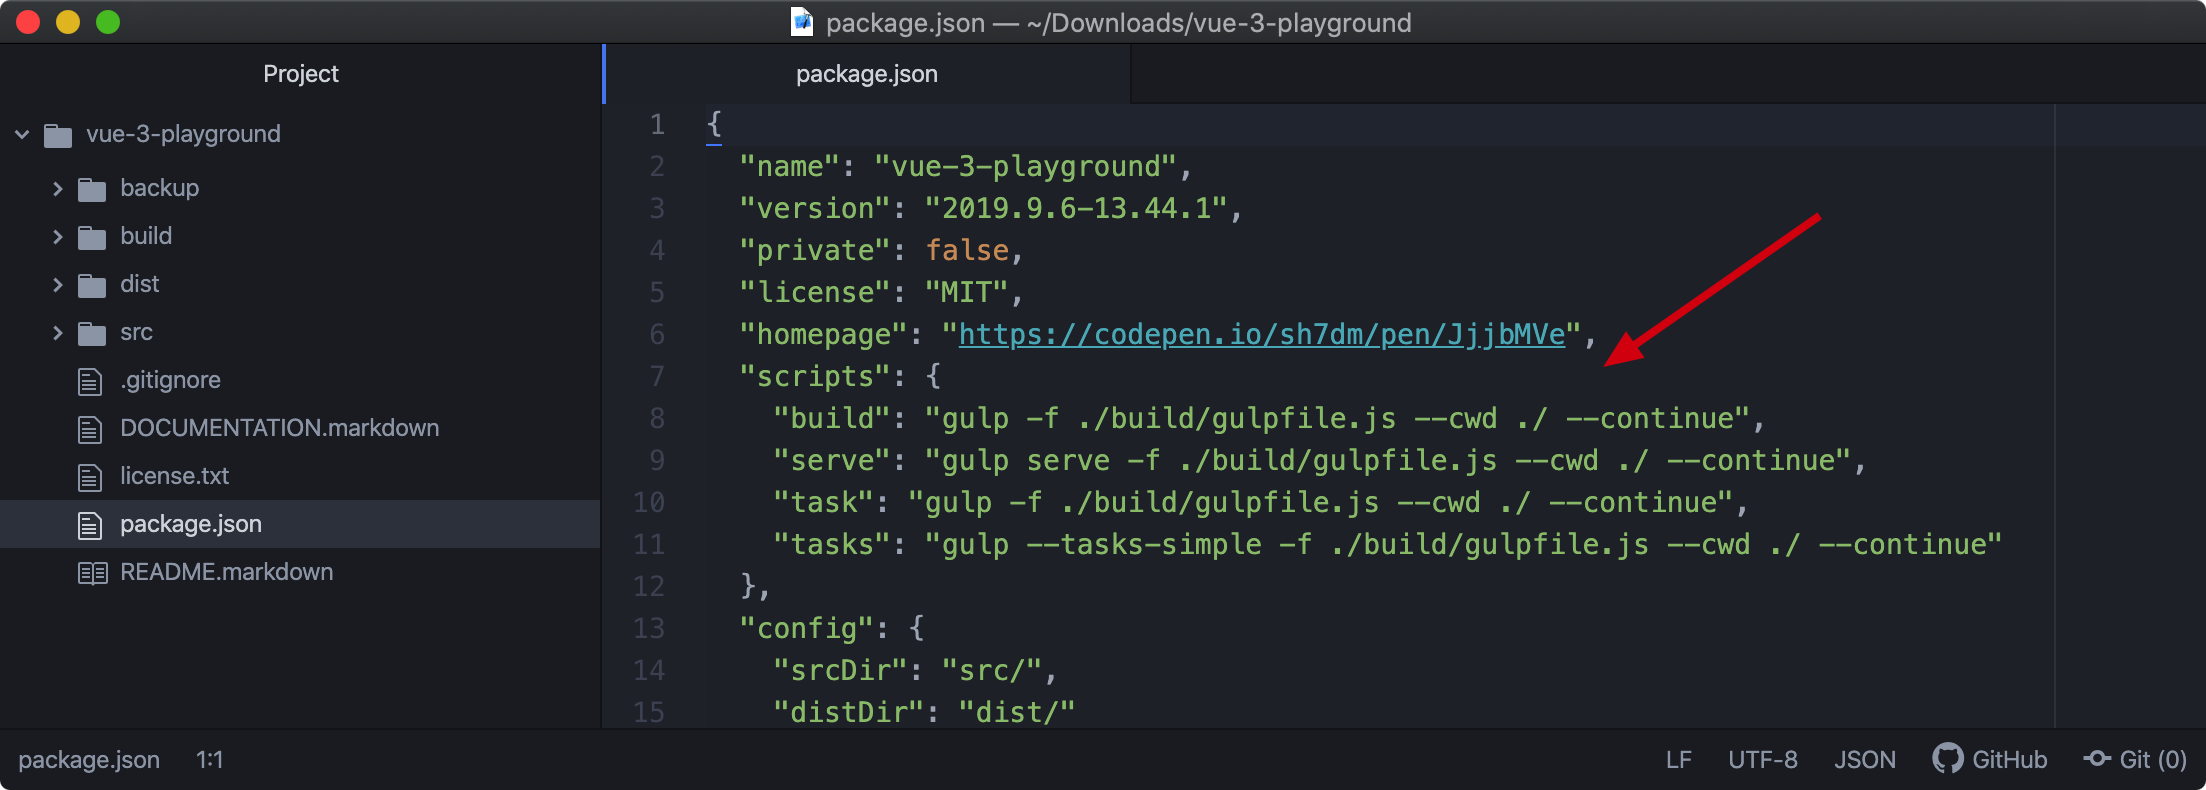 package.json — ~/Downloads/vue-3-playground
Project
vue-3-playground
backup
build
dist
src
.gitignore
DOCUMENTATION.markdown
license.txt
package.json
README.markdown
package.json
1 {
2 "name": "vue-3-playground",
3 "version": "2019.9.6-13.44.1",
4 "private": false,
5 "license": "MIT",
6 "homepage": "https://codepen.io/sh7dm/pen/JjjbMVe",
7 "scripts": {
8 "build": "gulp -f ./build/gulpfile.js --cwd ./ --continue",
9 "serve": "gulp serve -f ./build/gulpfile.js --cwd ./ --continue",
10 "task": "gulp -f ./build/gulpfile.js --cwd ./ --continue",
11 "tasks": "gulp --tasks-simple -f ./build/gulpfile.js --cwd ./ --continue"
12 },
13 "config": {
14 "srcDir": "src/",
15 "distDir": "dist/"
package.json 1:1 LF UTF-8 JSON GitHub Git (0)